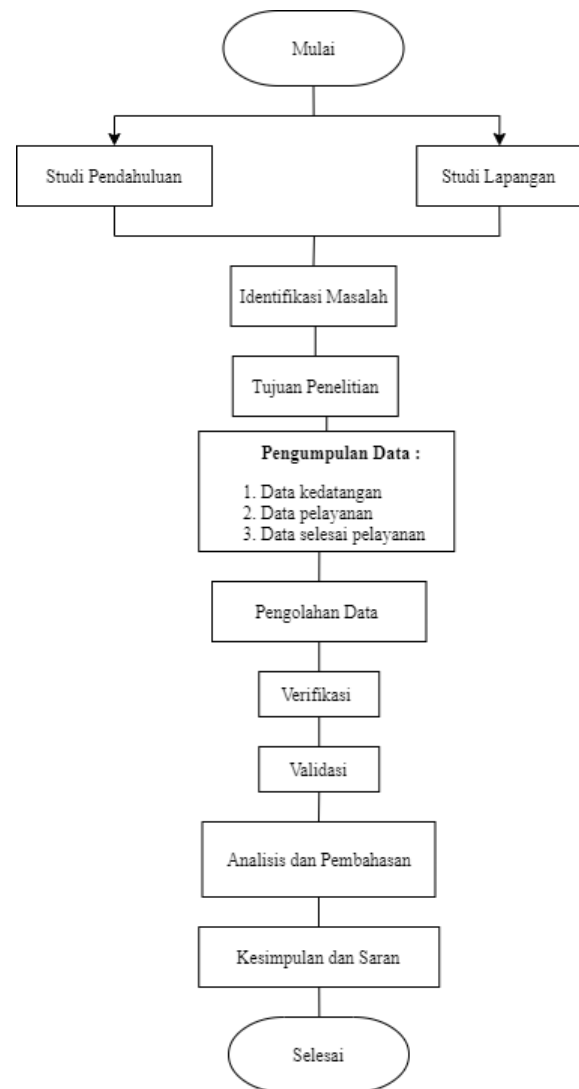 Mulai
Studi Pendahuluan
Studi Lapangan
Identifikasi Masalah
Tujuan Penelitian
Pengumpulan Data :
1. Data kedatangan
2. Data pelayanan
3. Data selesai pelayanan
Pengolahan Data
Verifikasi
Validasi
Analisis dan Pembahasan
Kesimpulan dan Saran
Selesai